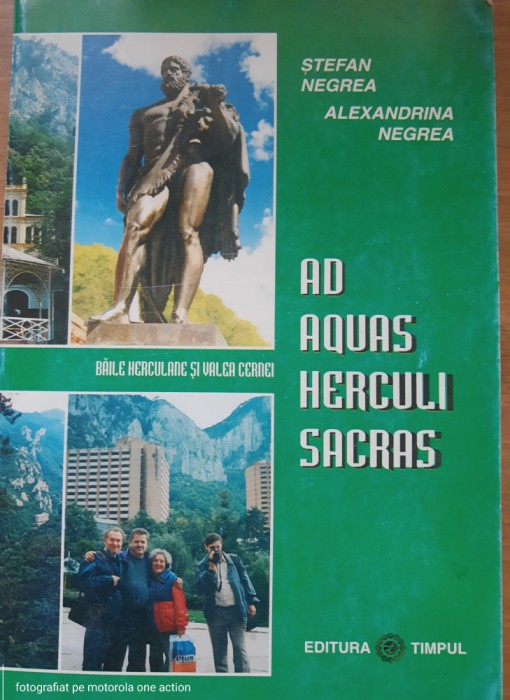 ȘTEFAN
NEGREA
ALEXANDRINA
NEGREA
AD
AQUAS
HERCULI
SACRAS
BĂILE HERCULANE ȘI VALEA CERNEI
plus
EDITURA TIMPUL
fotografiat pe motorola one action